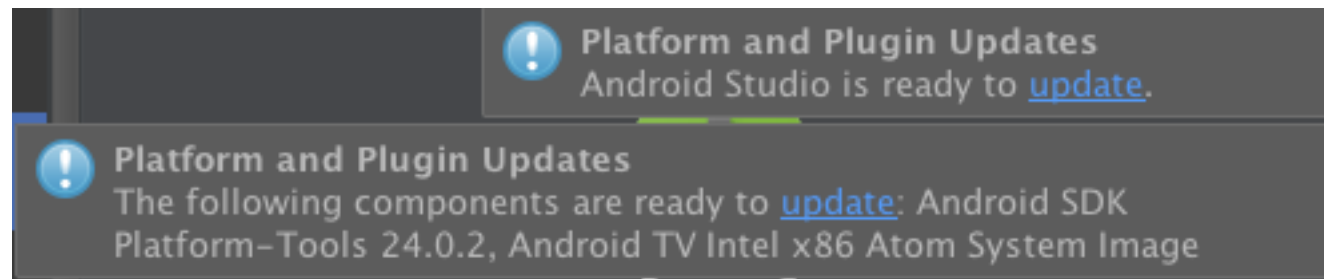 Platform and Plugin Updates
Android Studio is ready to update.
Platform and Plugin Updates
The following components are ready to update: Android SDK
Platform-Tools 24.0.2, Android TV Intel x86 Atom System Image